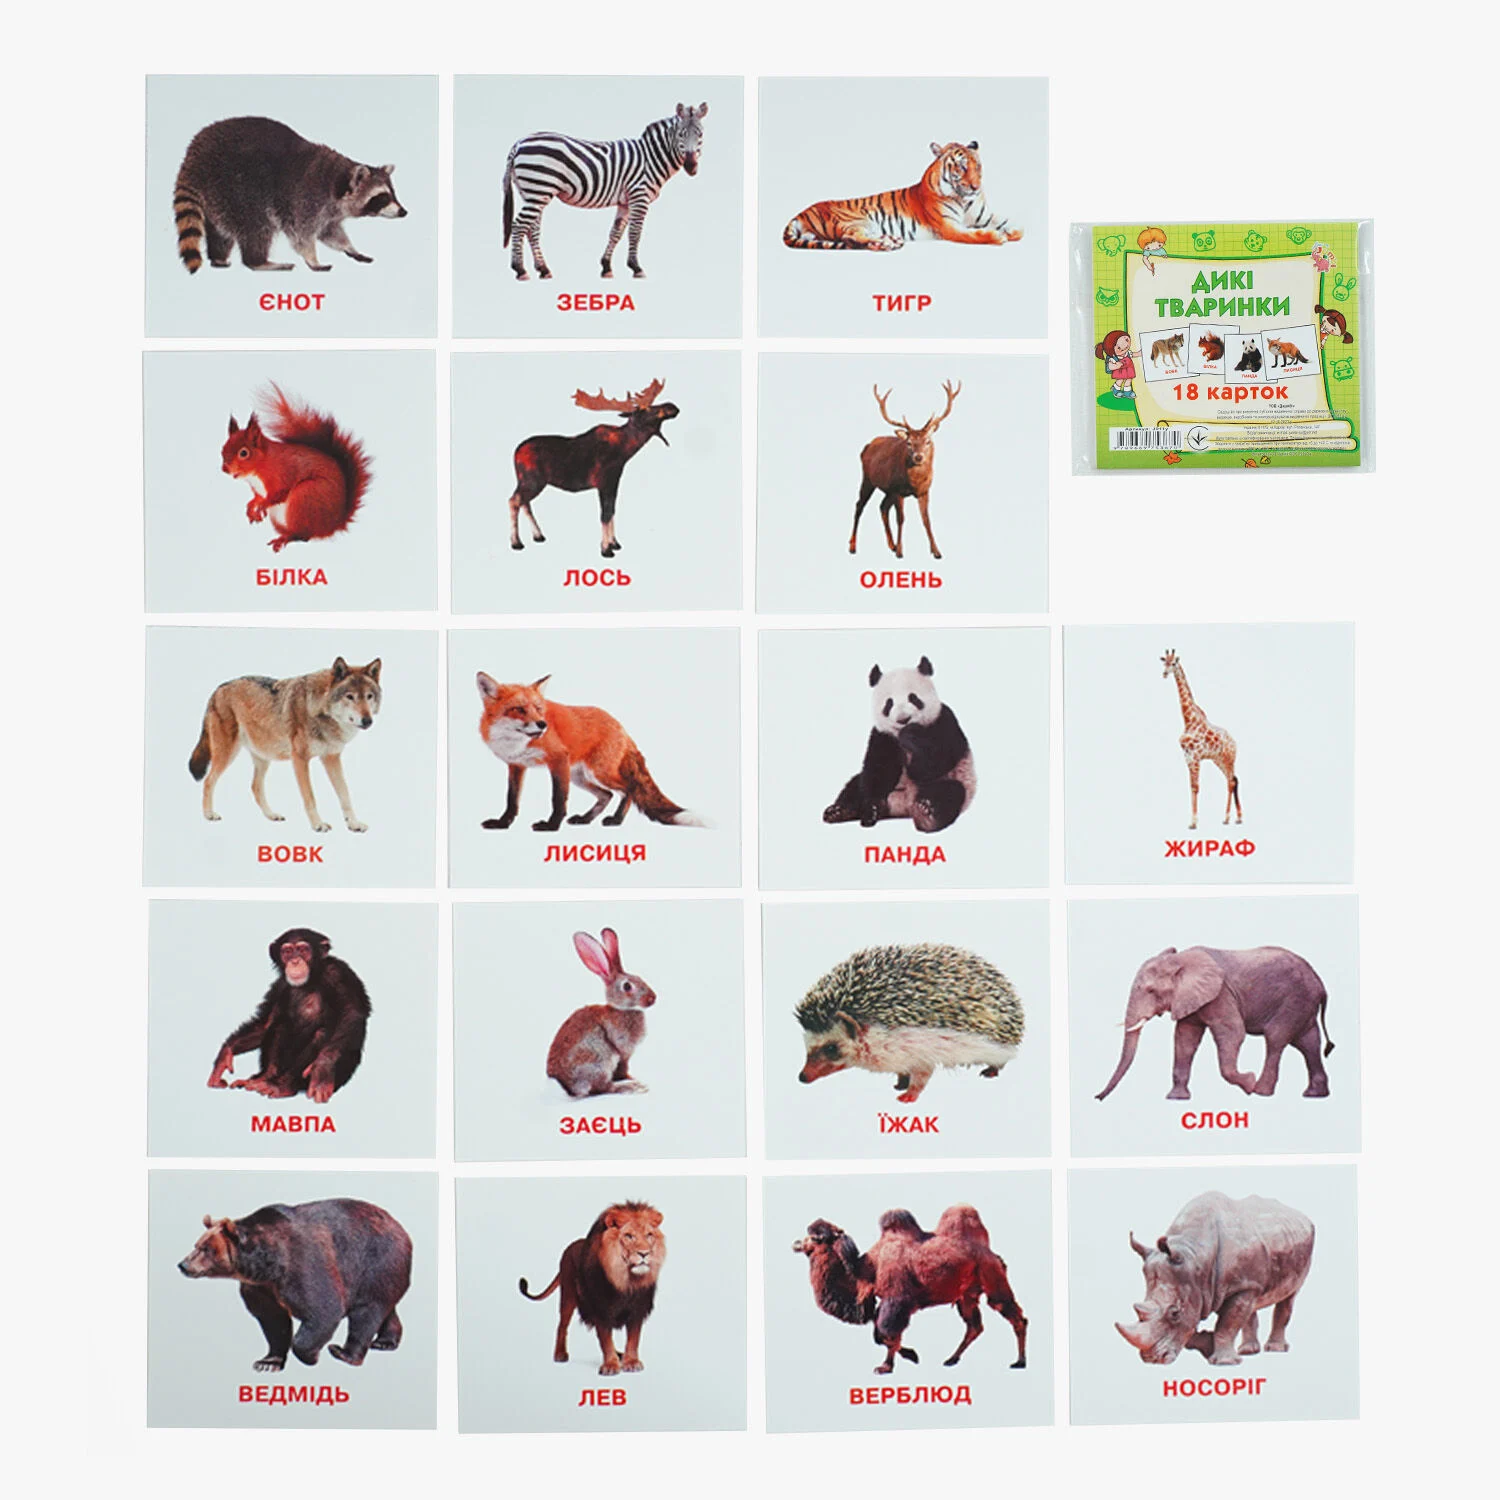 ЄНОТ
ЗЕБРА
ТИГР
ДИКІ
ТВАРИНКИ
ВОВК
БІЛКА
ПАНДА
ЛИСИЦЯ
18 карток
БІЛКА
ЛОСЬ
ОЛЕНЬ
ВОВК
ЛИСИЦЯ
ПАНДА
ЖИРАФ
МАВПА
ЗАЄЦЬ
ЇЖАК
СЛОН
ВЕДМІДЬ
ЛЕВ
ВЕРБЛЮД
НОСОРІГ